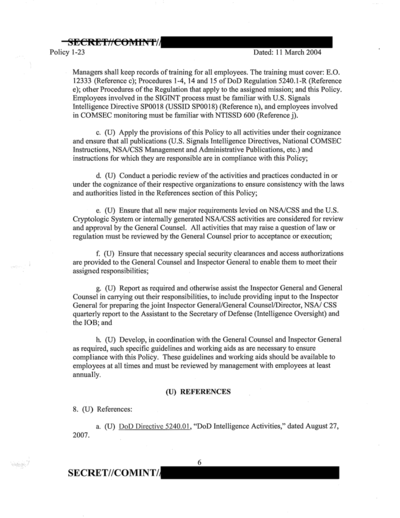 SECRET//COMINT//
Policy 1-23 Dated: 11 March 2004
Managers shall keep records of training for all employees. The training must cover: E.O.
12333 (Reference c); Procedures 1-4, 14 and 15 of DoD Regulation 5240.1-R (Reference
e); other Procedures of the Regulation that apply to the assigned mission; and this Policy.
Employees involved in the SIGINT process must be familiar with U.S. Signals
Intelligence Directive SP0018 (USSID SP0018) (Reference n), and employees involved
in COMSEC monitoring must be familiar with NTISSD 600 (Reference j).
c. (U) Apply the provisions of this Policy to all activities under their cognizance
and ensure that all publications (U.S. Signals Intelligence Directives, National COMSEC
Instructions, NSA/CSS Management and Administrative Publications, etc.) and
instructions for which they are responsible are in compliance with this Policy;
d. (U) Conduct a periodic review of the activities and practices conducted in or
under the cognizance of their respective organizations to ensure consistency with the laws
and authorities listed in the References section of this Policy;
e. (U) Ensure that all new major requirements levied on NSA/CSS and the U.S.
Cryptologic System or internally generated NSA/CSS activities are considered for review
and approval by the General Counsel. All activities that may raise a question of law or
regulation must be reviewed by the General Counsel prior to acceptance or execution;
f. (U) Ensure that necessary special security clearances and access authorizations
are provided to the General Counsel and Inspector General to enable them to meet their
assigned responsibilities;
g. (U) Report as required and otherwise assist the Inspector General and General
Counsel in carrying out their responsibilities, to include providing input to the Inspector
General for preparing the joint Inspector General/General Counsel/Director, NSA/ CSS
quarterly report to the Assistant to the Secretary of Defense (Intelligence Oversight) and
the IOB; and
h. (U) Develop, in coordination with the General Counsel and Inspector General
as required, such specific guidelines and working aids as are necessary to ensure
compliance with this Policy. These guidelines and working aids should be available to
employees at all times and must be reviewed by management with employees at least
annually.
(U) REFERENCES
8. (U) References:
a. (U) DoD Directive 5240.01, "DoD Intelligence Activities," dated August 27,
2007.
6
SECRET//COMINT//